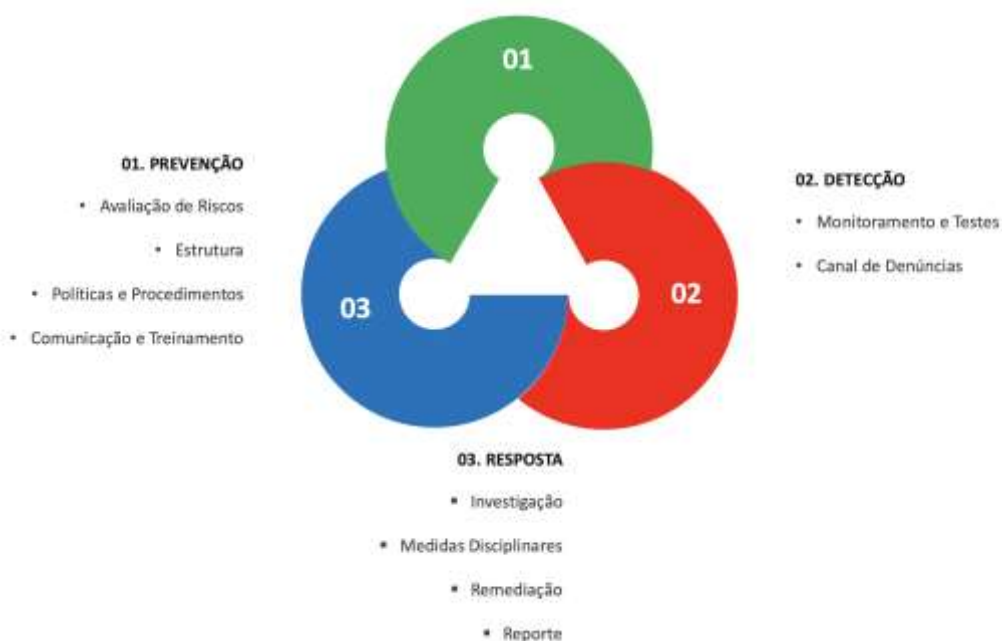 01
01. PREVENÇÃO
• Avaliação de Riscos
• Estrutura
• Políticas e Procedimentos
• Comunicação e Treinamento
02. DETECÇÃO
• Monitoramento e Testes
• Canal de Denúncias
03
02
03. RESPOSTA
▪ Investigação
▪ Medidas Disciplinares
▪ Remediação
▪ Reporte